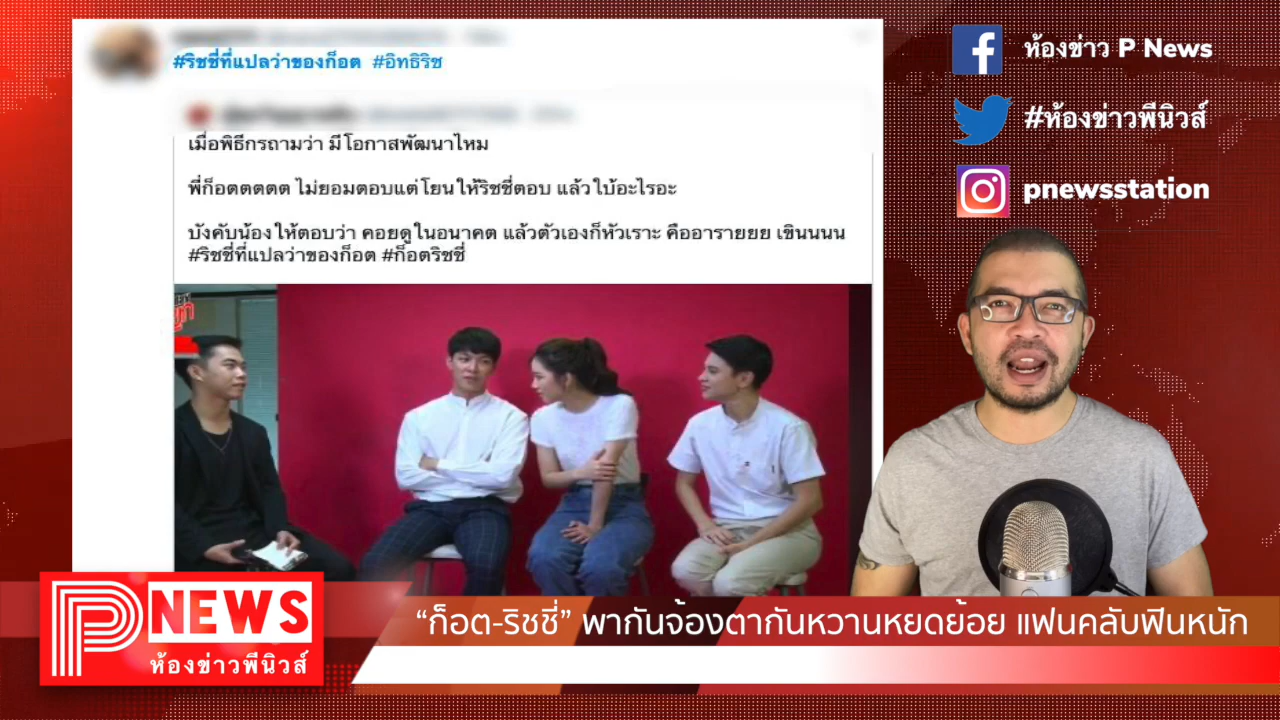 #ริชชี่ที่แปลว่าของก็อต #อิทธิริช
เมื่อพิธีกรถามว่า มีโอกาสพัฒนาไหม
พี่ก็อตตตตต ไม่ยอมตอบแต่โยนให้ริชชี่ตอบ แล้วใบ้อะไรอะ
บังคับน้องให้ตอบว่า คอยดูในอนาคต แล้วตัวเองก็หัวเราะ คืออารายยย เขินนนน
#ริชชี่ที่แปลว่าของก็อต #ก็อตริชชี่
ห้องข่าว P News
#ห้องข่าวพีนิวส์
pnewsstation
P NEWS
ห้องข่าวพีนิวส์
“ก็อต-ริชชี่” พากันจ้องตากันหวานหยดย้อย แฟนคลับฟินหนัก